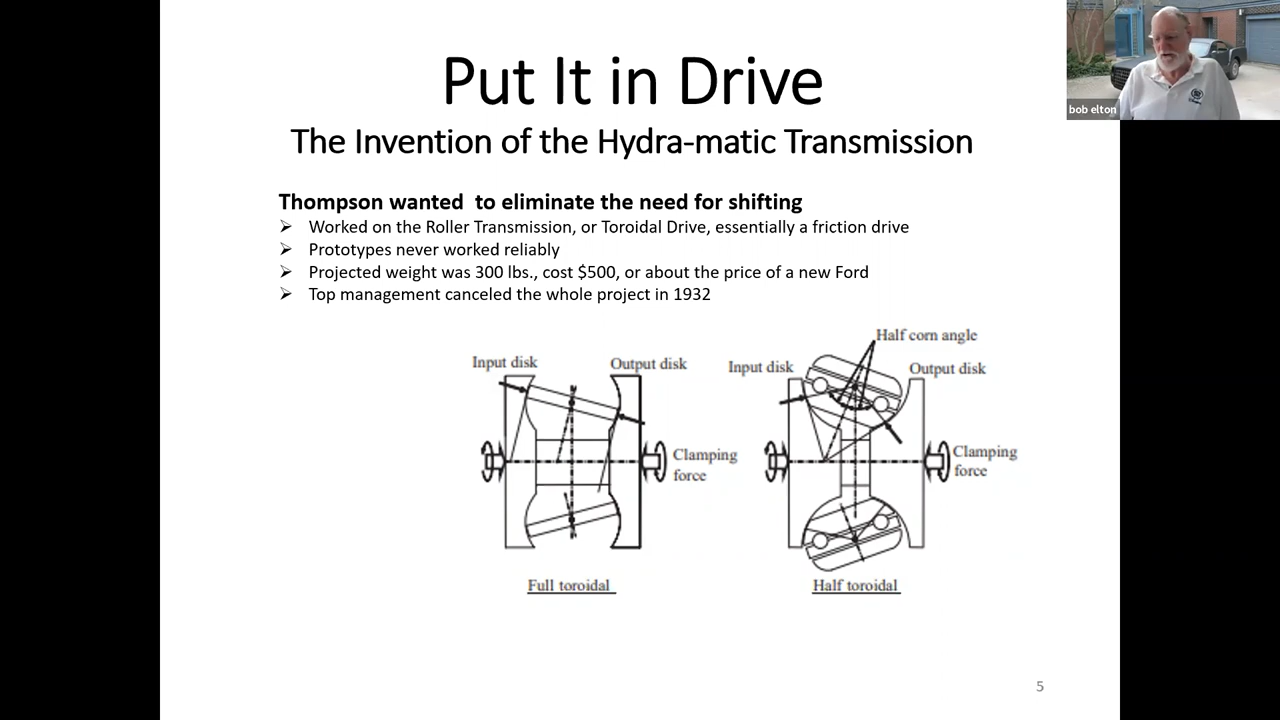 Put It in Drive
The Invention of the Hydra-matic Transmission
Thompson wanted  to eliminate the need for shifting
Worked on the Roller Transmission, or Toroidal Drive, essentially a friction drive
Prototypes never worked reliably
Projected weight was 300 lbs., cost $500, or about the price of a new Ford
Top management canceled the whole project in 1932
Input disk
Output disk
Clamping
force
Full toroidal
Half corn angle
Input disk
Output disk
Clamping
force
Half toroidal
5
bob elton